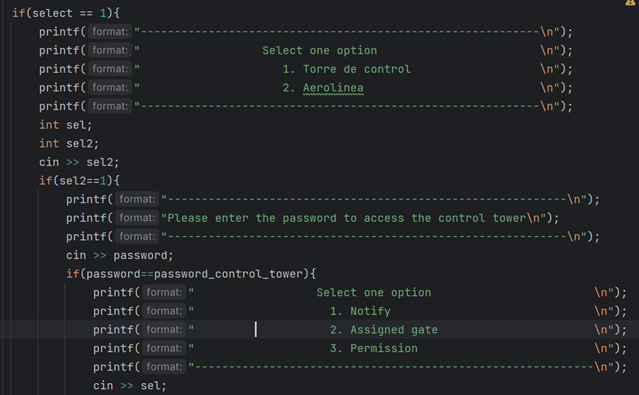 if(select == 1){
printf( format: "-----------------------------------------------------------\n");
printf( format: "                  Select one option                        \n");
printf( format: "                     1. Torre de control                   \n");
printf( format: "                     2. Aerolinea                          \n");
printf( format: "-----------------------------------------------------------\n");
int sel;
int sel2;
cin >> sel2;
if(sel2==1){
printf( format: "-----------------------------------------------------------\n");
printf( format: "Please enter the password to access the control tower\n");
printf( format: "-----------------------------------------------------------\n");
cin >> password;
if(password==password_control_tower){
printf( format: "                  Select one option                        \n");
printf( format: "                    1. Notify                              \n");
printf( format: "                    2. Assigned gate                       \n");
printf( format: "                    3. Permission                          \n");
printf( format: "-----------------------------------------------------------\n");
cin >> sel;